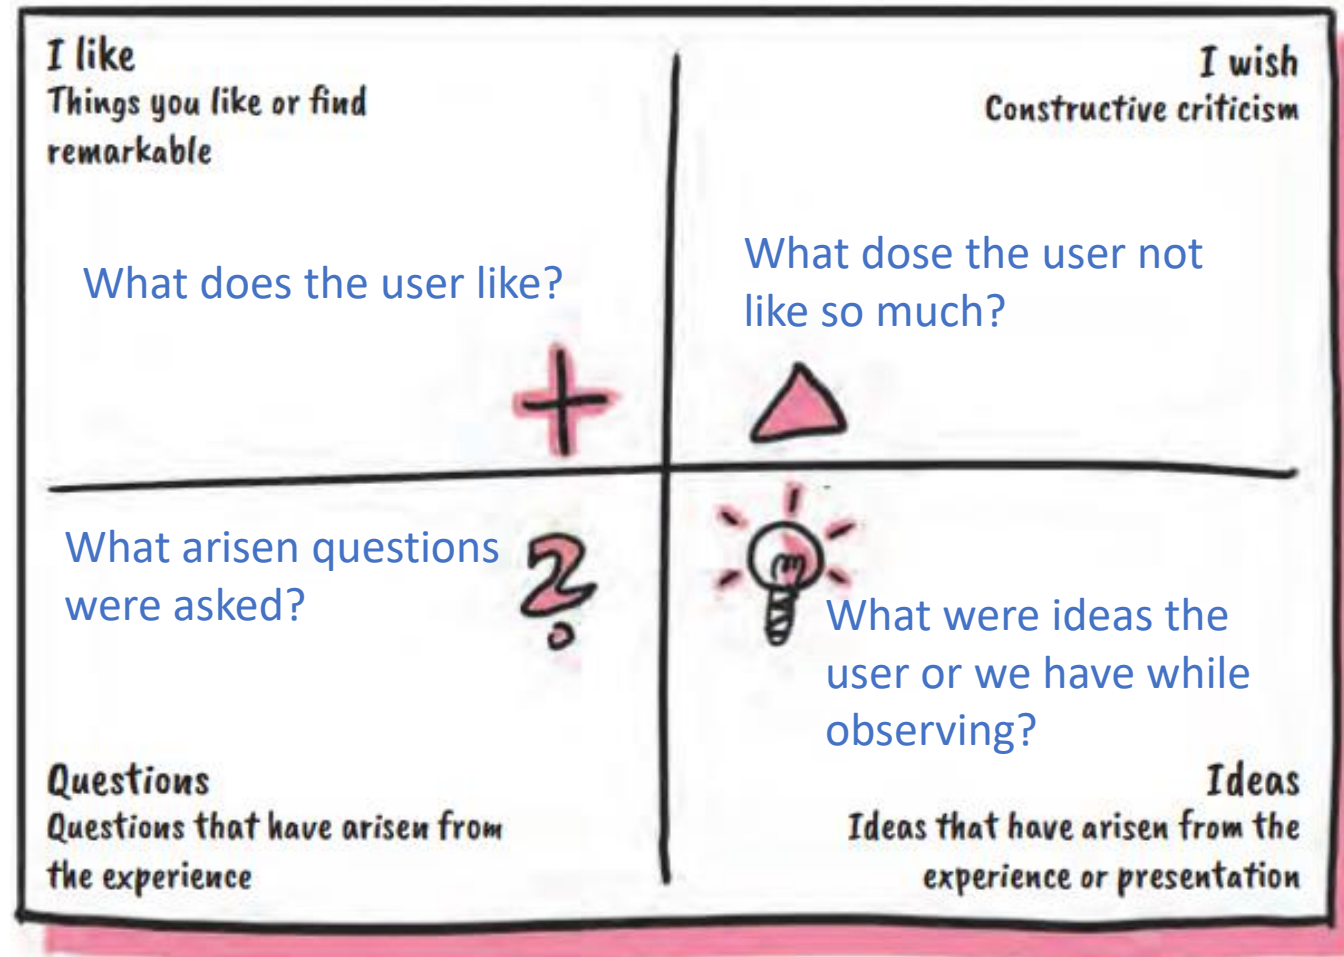 I like
Things you like or find
remarkable
What does the user like?
I wish
Constructive criticism
What dose the user not
like so much?
What arisen questions
were asked?
Questions
Questions that have arisen from
the experience
What were ideas the
user or we have while
observing?
Ideas
Ideas that have arisen from the
experience or presentation